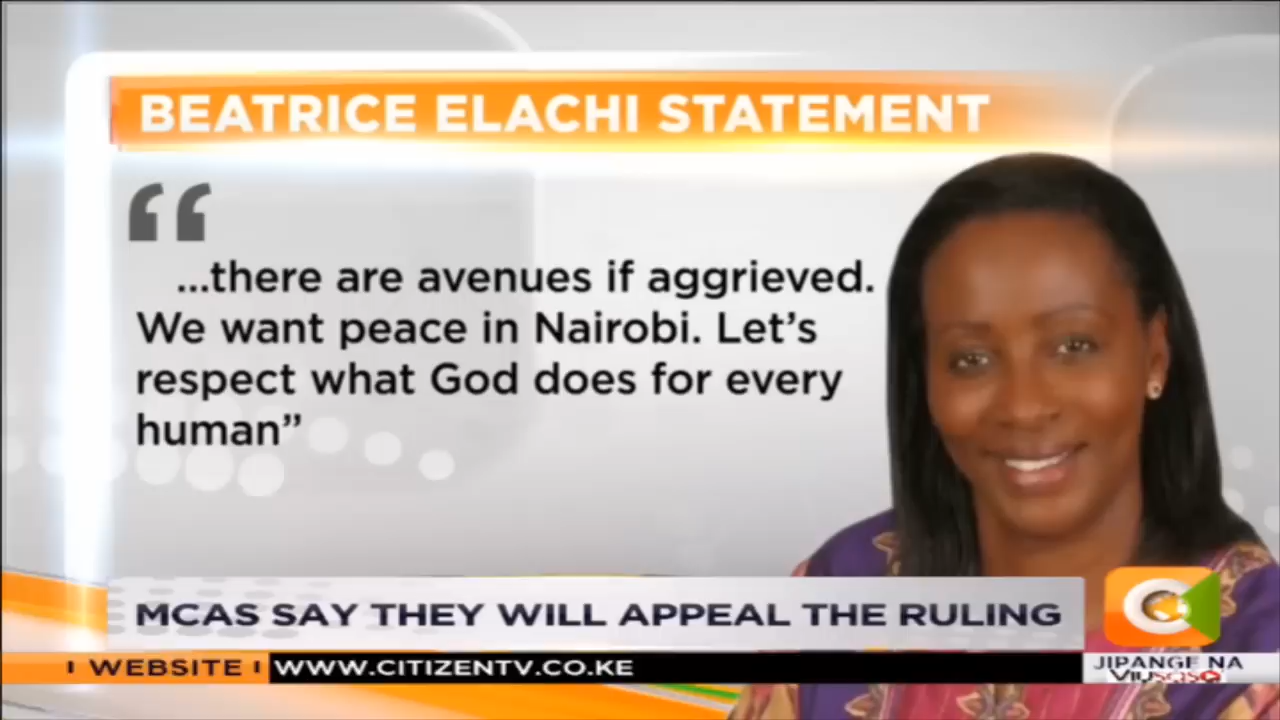 BEATRICE ELACHI STATEMENT
“
...there are avenues if aggrieved.
We want peace in Nairobi. Let’s
respect what God does for every
human”
MCAS SAY THEY WILL APPEAL THE RULING
WEBSITE WWW.CITIZENTV.CO.KE
JIPANGE NA